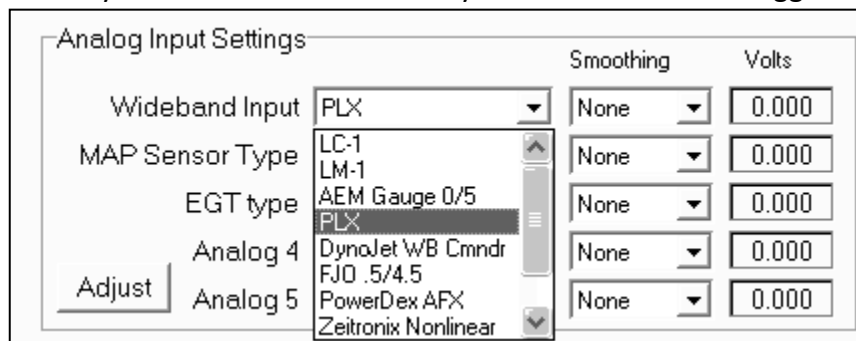 Analog Input Settings
Smoothing Volts
Wideband Input PLX None 0.000
LC-1
MAP Sensor Type None 0.000
LM-1
EGT type AEM Gauge 0/5 None 0.000
PLX
Analog 4 DynoJet WB Cmndr None 0.000
FJO .5/4.5
Adjust Analog 5 PowerDex AFX None 0.000
Zeitronix Nonlinear